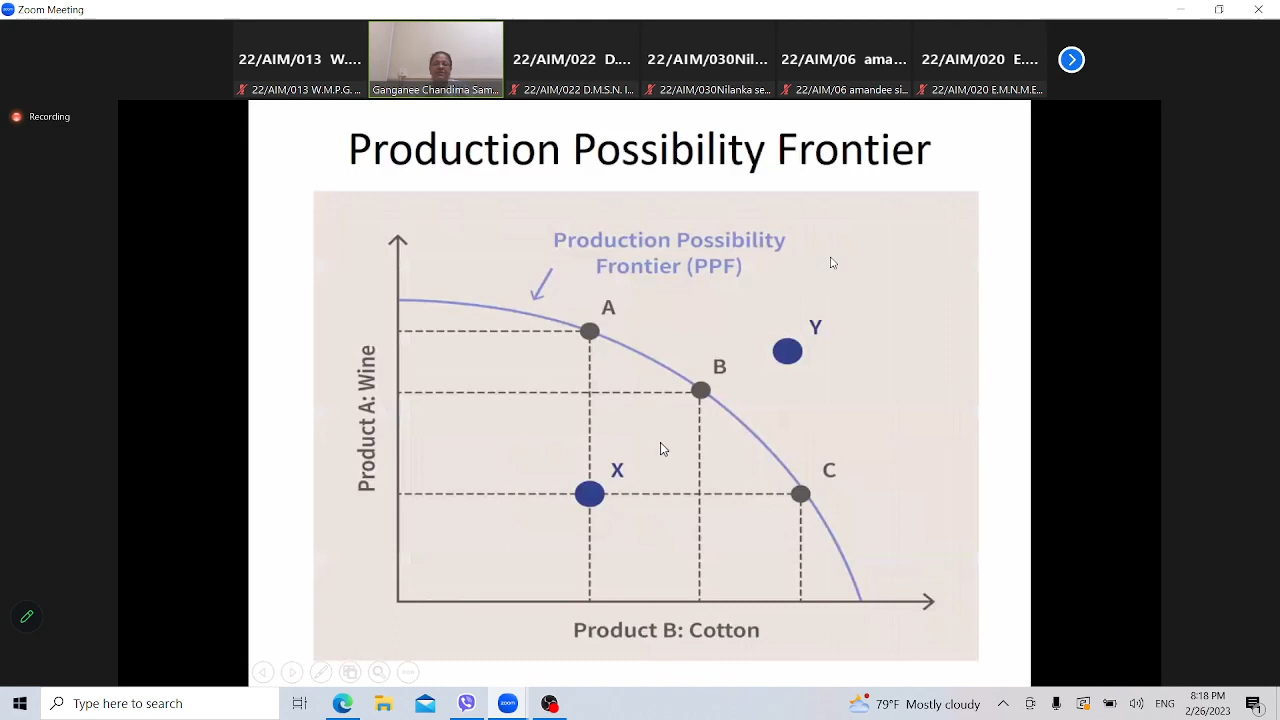 Zoom Meeting
22/AIM/013 W....
22/AIM/022 D....
22/AIM/030Nil...
22/AIM/06 ama...
22/AIM/020 E....
22/AIM/013 W.M.P.G. ...
Ganganee Chandima Sam...
22/AIM/022 D.M.S.N. I...
22/AIM/030Nilanka se...
22/AIM/06 amandee si...
22/AIM/020 E.M.N.M.E...
Recording
Production Possibility Frontier
Production Possibility
Frontier (PPF)
A
Y
B
X
C
Product A: Wine
Product B: Cotton
Type here to search
79°F Mostly cloudy
8:18 PM
2/26/2023
1